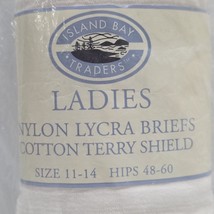 ISLAND BAY
TRADERS
LADIES
NYLON LYCRA BRIEFS
COTTON TERRY SHIELD
SIZE 11-14 HIPS 48-60